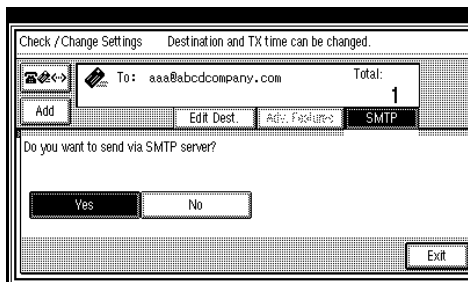 Check / Change Settings Destination and TX time can be changed.
To: aaa@abcdcompany.com Total:
1
Add
Edit Dest. Adv. Features SMTP
Do you want to send via SMTP server?
Yes No
Exit